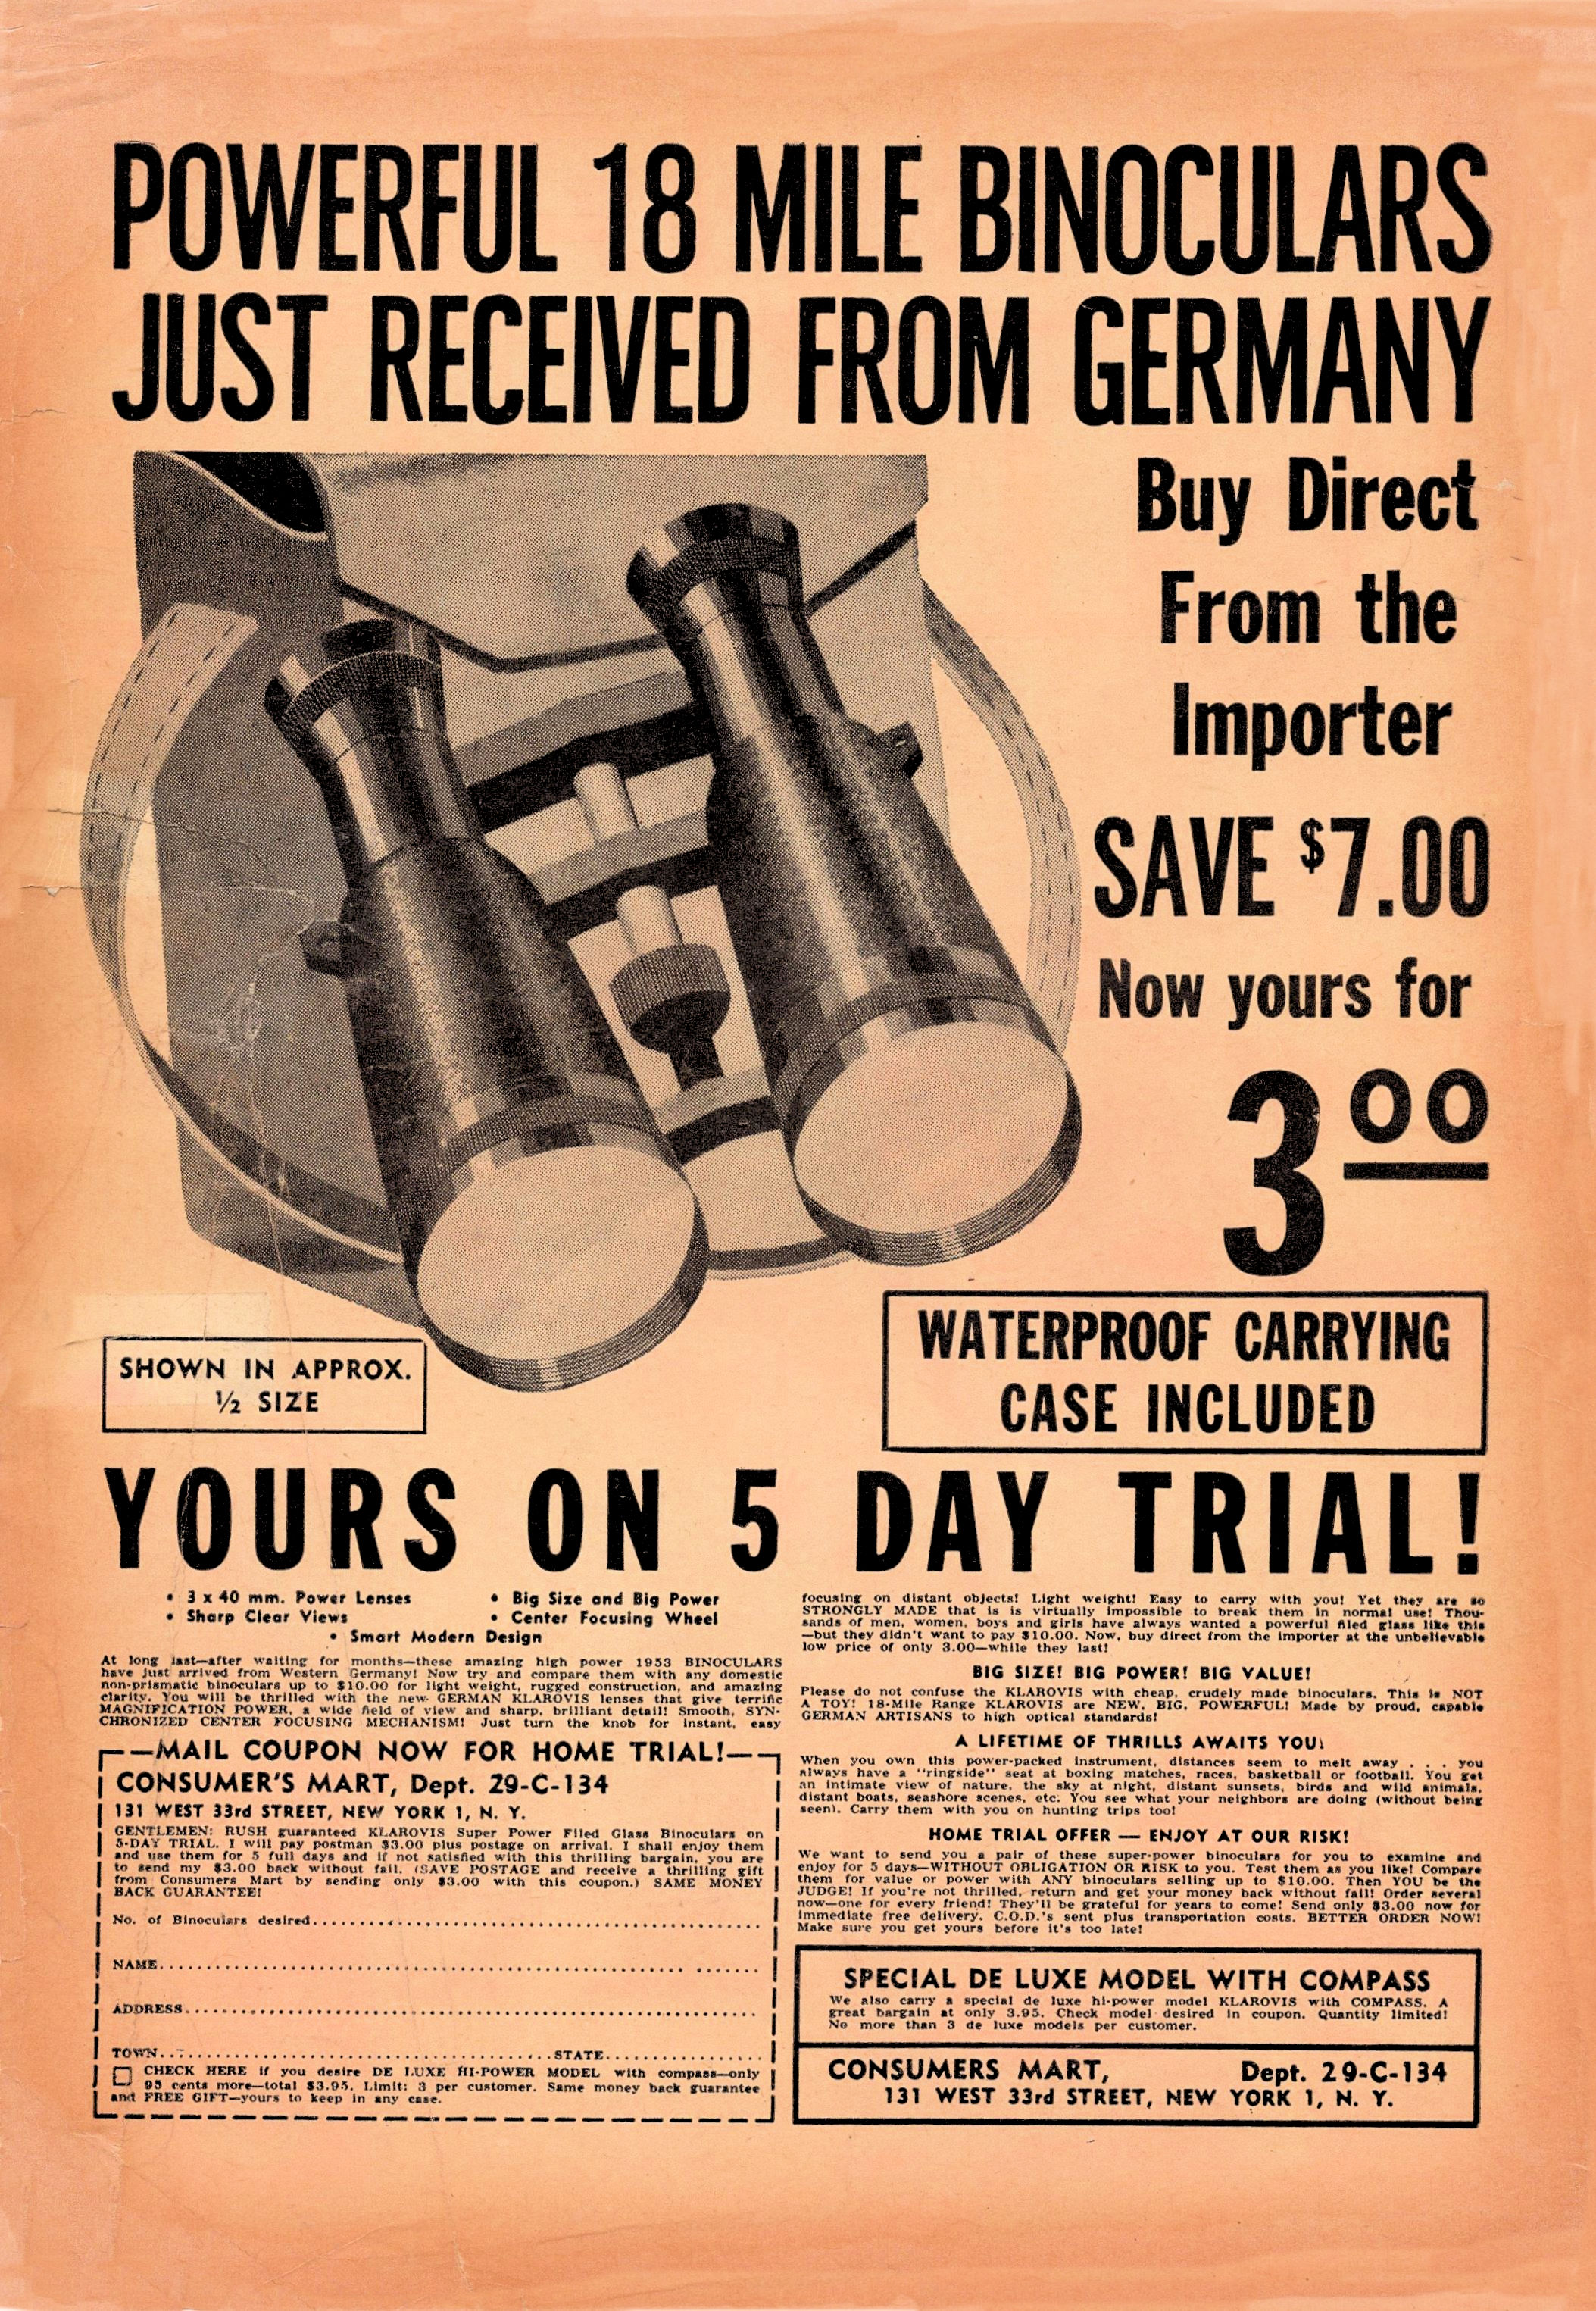 POWERFUL 18 MILE BINOCULARS
JUST RECEIVED FROM GERMANY
Buy Direct
From the
Importer
SAVE $7.00
Now yours for
3 00
SHOWN IN APPROX.
½ SIZE
WATERPROOF CARRYING
CASE INCLUDED
YOURS ON 5 DAY TRIAL!
• 3 x 40 mm. Power Lenses
• Big Size and Big Power
• Sharp Clear Views
• Center Focusing Wheel
• Smart Modern Design
At long last—after waiting for months—these amazing high power 1953 BINOCULARS
have just arrived from Western Germany! Now try and compare them with any domestic
non-prismatic binoculars up to $10.00 for light weight, rugged construction, and amazing
clarity. You will be thrilled with the new GERMAN KLAROVIS lenses that give terrific
MAGNIFICATION POWER, a wide field of view and sharp, brilliant detail! Smooth, SYN-
CHRONIZED CENTER FOCUSING MECHANISM! Just turn the knob for instant, easy
focusing on distant objects! Light weight! Easy to carry with you! Yet they are so
STRONGLY MADE that is is virtually impossible to break them in normal use! Thou-
sands of men, women, boys and girls have always wanted a powerful filed glass like this
—but they didn't want to pay $10.00. Now, buy direct from the importer at the unbelievable
low price of only 3.00—while they last!
BIG SIZE! BIG POWER! BIG VALUE!
Please do not confuse the KLAROVIS with cheap, crudely made binoculars. This is NOT
A TOY! 18-Mile Range KLAROVIS are NEW, BIG, POWERFUL! Made by proud, capable
GERMAN ARTISANS to high optical standards!
A LIFETIME OF THRILLS AWAITS YOU!
When you own this power-packed instrument, distances seem to melt away . . . you
always have a "ringside" seat at boxing matches, races, basketball or football. You get
an intimate view of nature, the sky at night, distant sunsets, birds and wild animals,
distant boats, seashore scenes, etc. You see what your neighbors are doing (without being
seen). Carry them with you on hunting trips too!
HOME TRIAL OFFER — ENJOY AT OUR RISK!
We want to send you a pair of these super-power binoculars for you to examine and
enjoy for 5 days—WITHOUT OBLIGATION OR RISK to you. Test them as you like! Compare
them for value or power with ANY binoculars selling up to $10.00. Then YOU be the
JUDGE! If you're not thrilled, return and get your money back without fail! Order several
now—one for every friend! They'll be grateful for years to come! Send only $3.00 now for
immediate free delivery. C.O.D.'s sent plus transportation costs. BETTER ORDER NOW!
Make sure you get yours before it's too late!
MAIL COUPON NOW FOR HOME TRIAL!
CONSUMER'S MART, Dept. 29-C-134
131 WEST 33rd STREET, NEW YORK 1, N. Y.
GENTLEMEN: RUSH guaranteed KLAROVIS Super Power Filed Glass Binoculars on
5-DAY TRIAL. I will pay postman $3.00 plus postage on arrival. I shall enjoy them
and use them for 5 full days and if not satisfied with this thrilling bargain, you are
to send my $3.00 back without fail. (SAVE POSTAGE and receive a thrilling gift
from Consumers Mart by sending only $3.00 with this coupon.) SAME MONEY
BACK GUARANTEE!
No. of Binoculars desired
NAME
ADDRESS
TOWN STATE
CHECK HERE if you desire DE LUXE HI-POWER MODEL with compass—only
95 cents more—total $3.95. Limit: 3 per customer. Same money back guarantee
and FREE GIFT—yours to keep in any case.
SPECIAL DE LUXE MODEL WITH COMPASS
We also carry a special de luxe hi-power model KLAROVIS with COMPASS. A
great bargain at only 3.95. Check model desired in coupon. Quantity limited!
No more than 3 de luxe models per customer.
CONSUMERS MART, Dept. 29-C-134
131 WEST 33rd STREET, NEW YORK 1, N. Y.